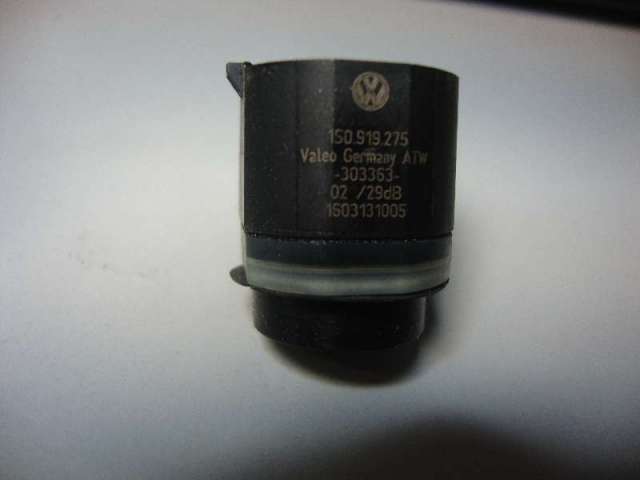 1S0.919.275
Valeo Germany ATW
-303363-
02 /29dB
1603131005